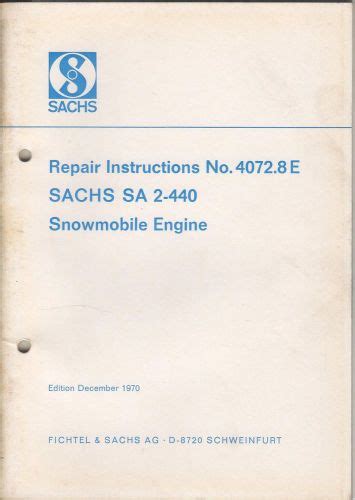 SACHS
Repair Instructions No. 4072.8 E
SACHS SA 2-440
Snowmobile Engine
Edition December 1970
FICHTEL & SACHS AG · D-8720 SCHWEINFURT